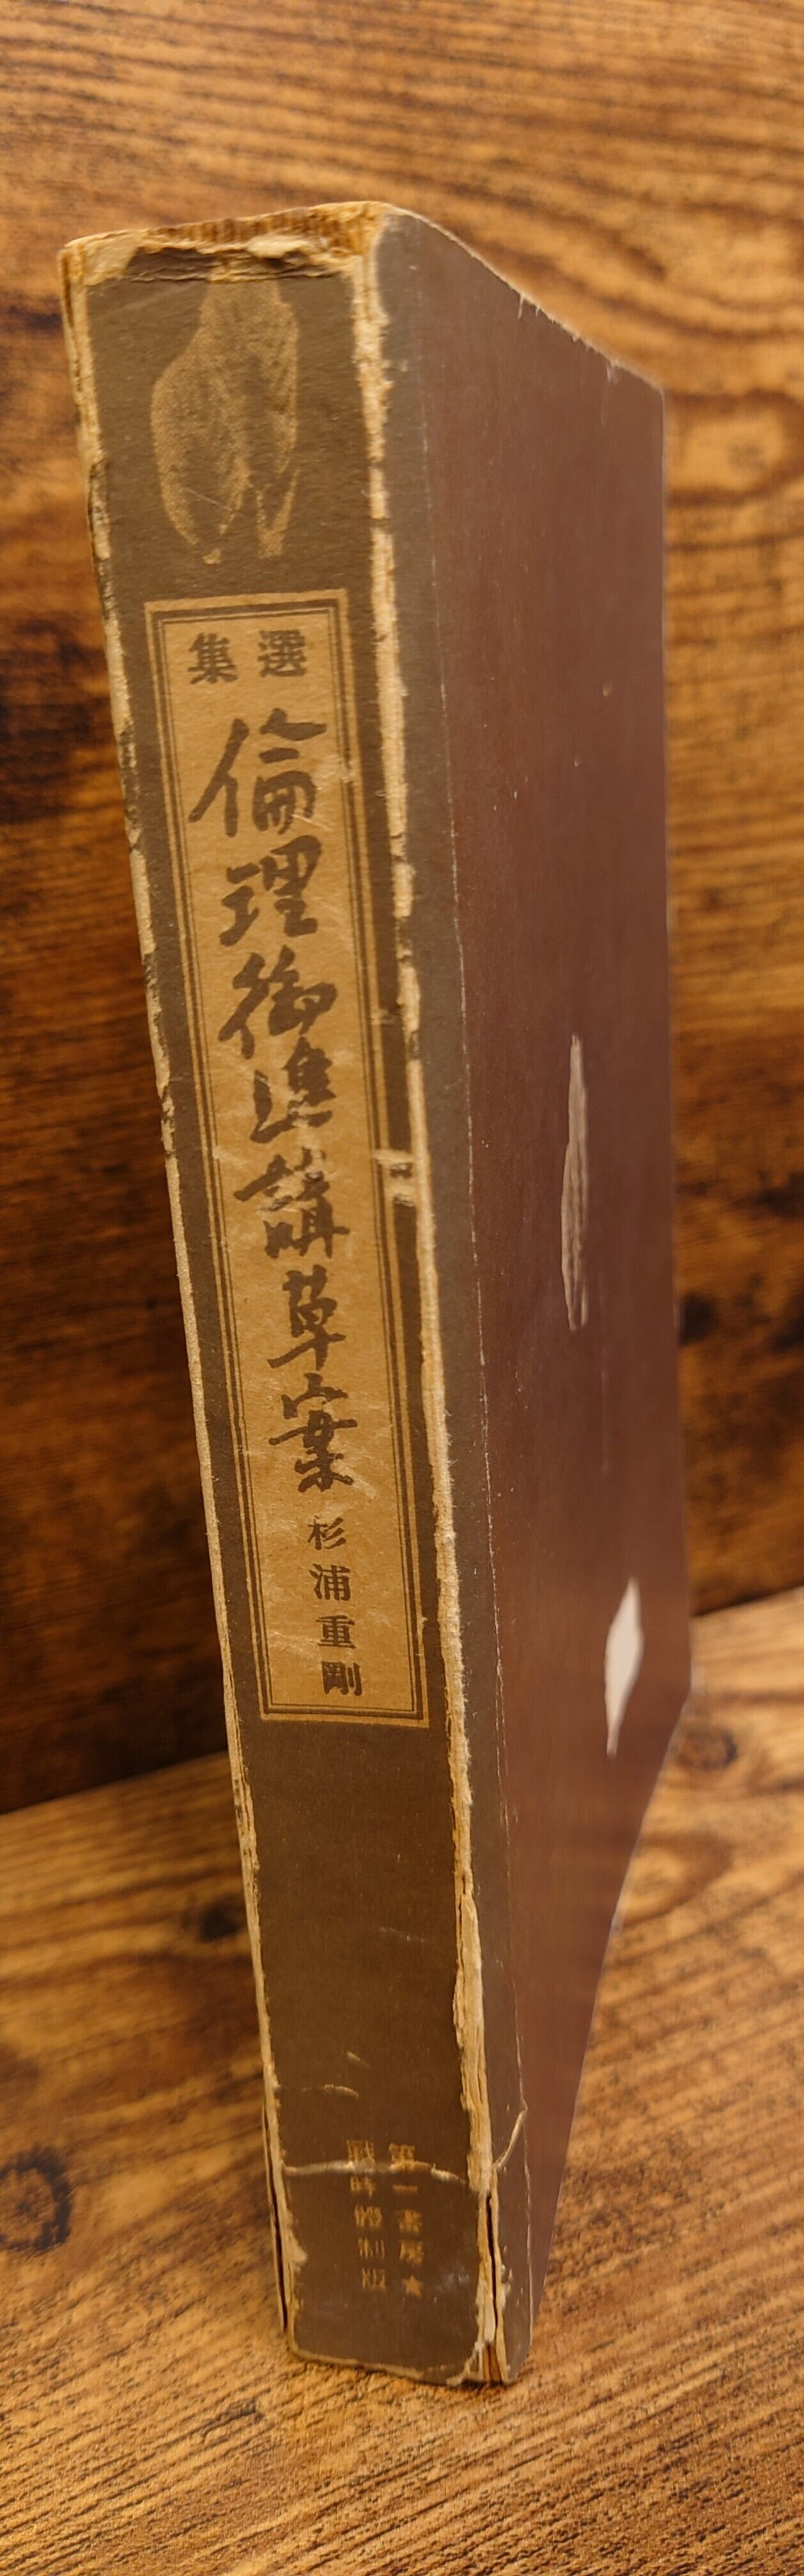 選集
倫理御進講草案
杉浦重剛
第一書房★
戰時體制版